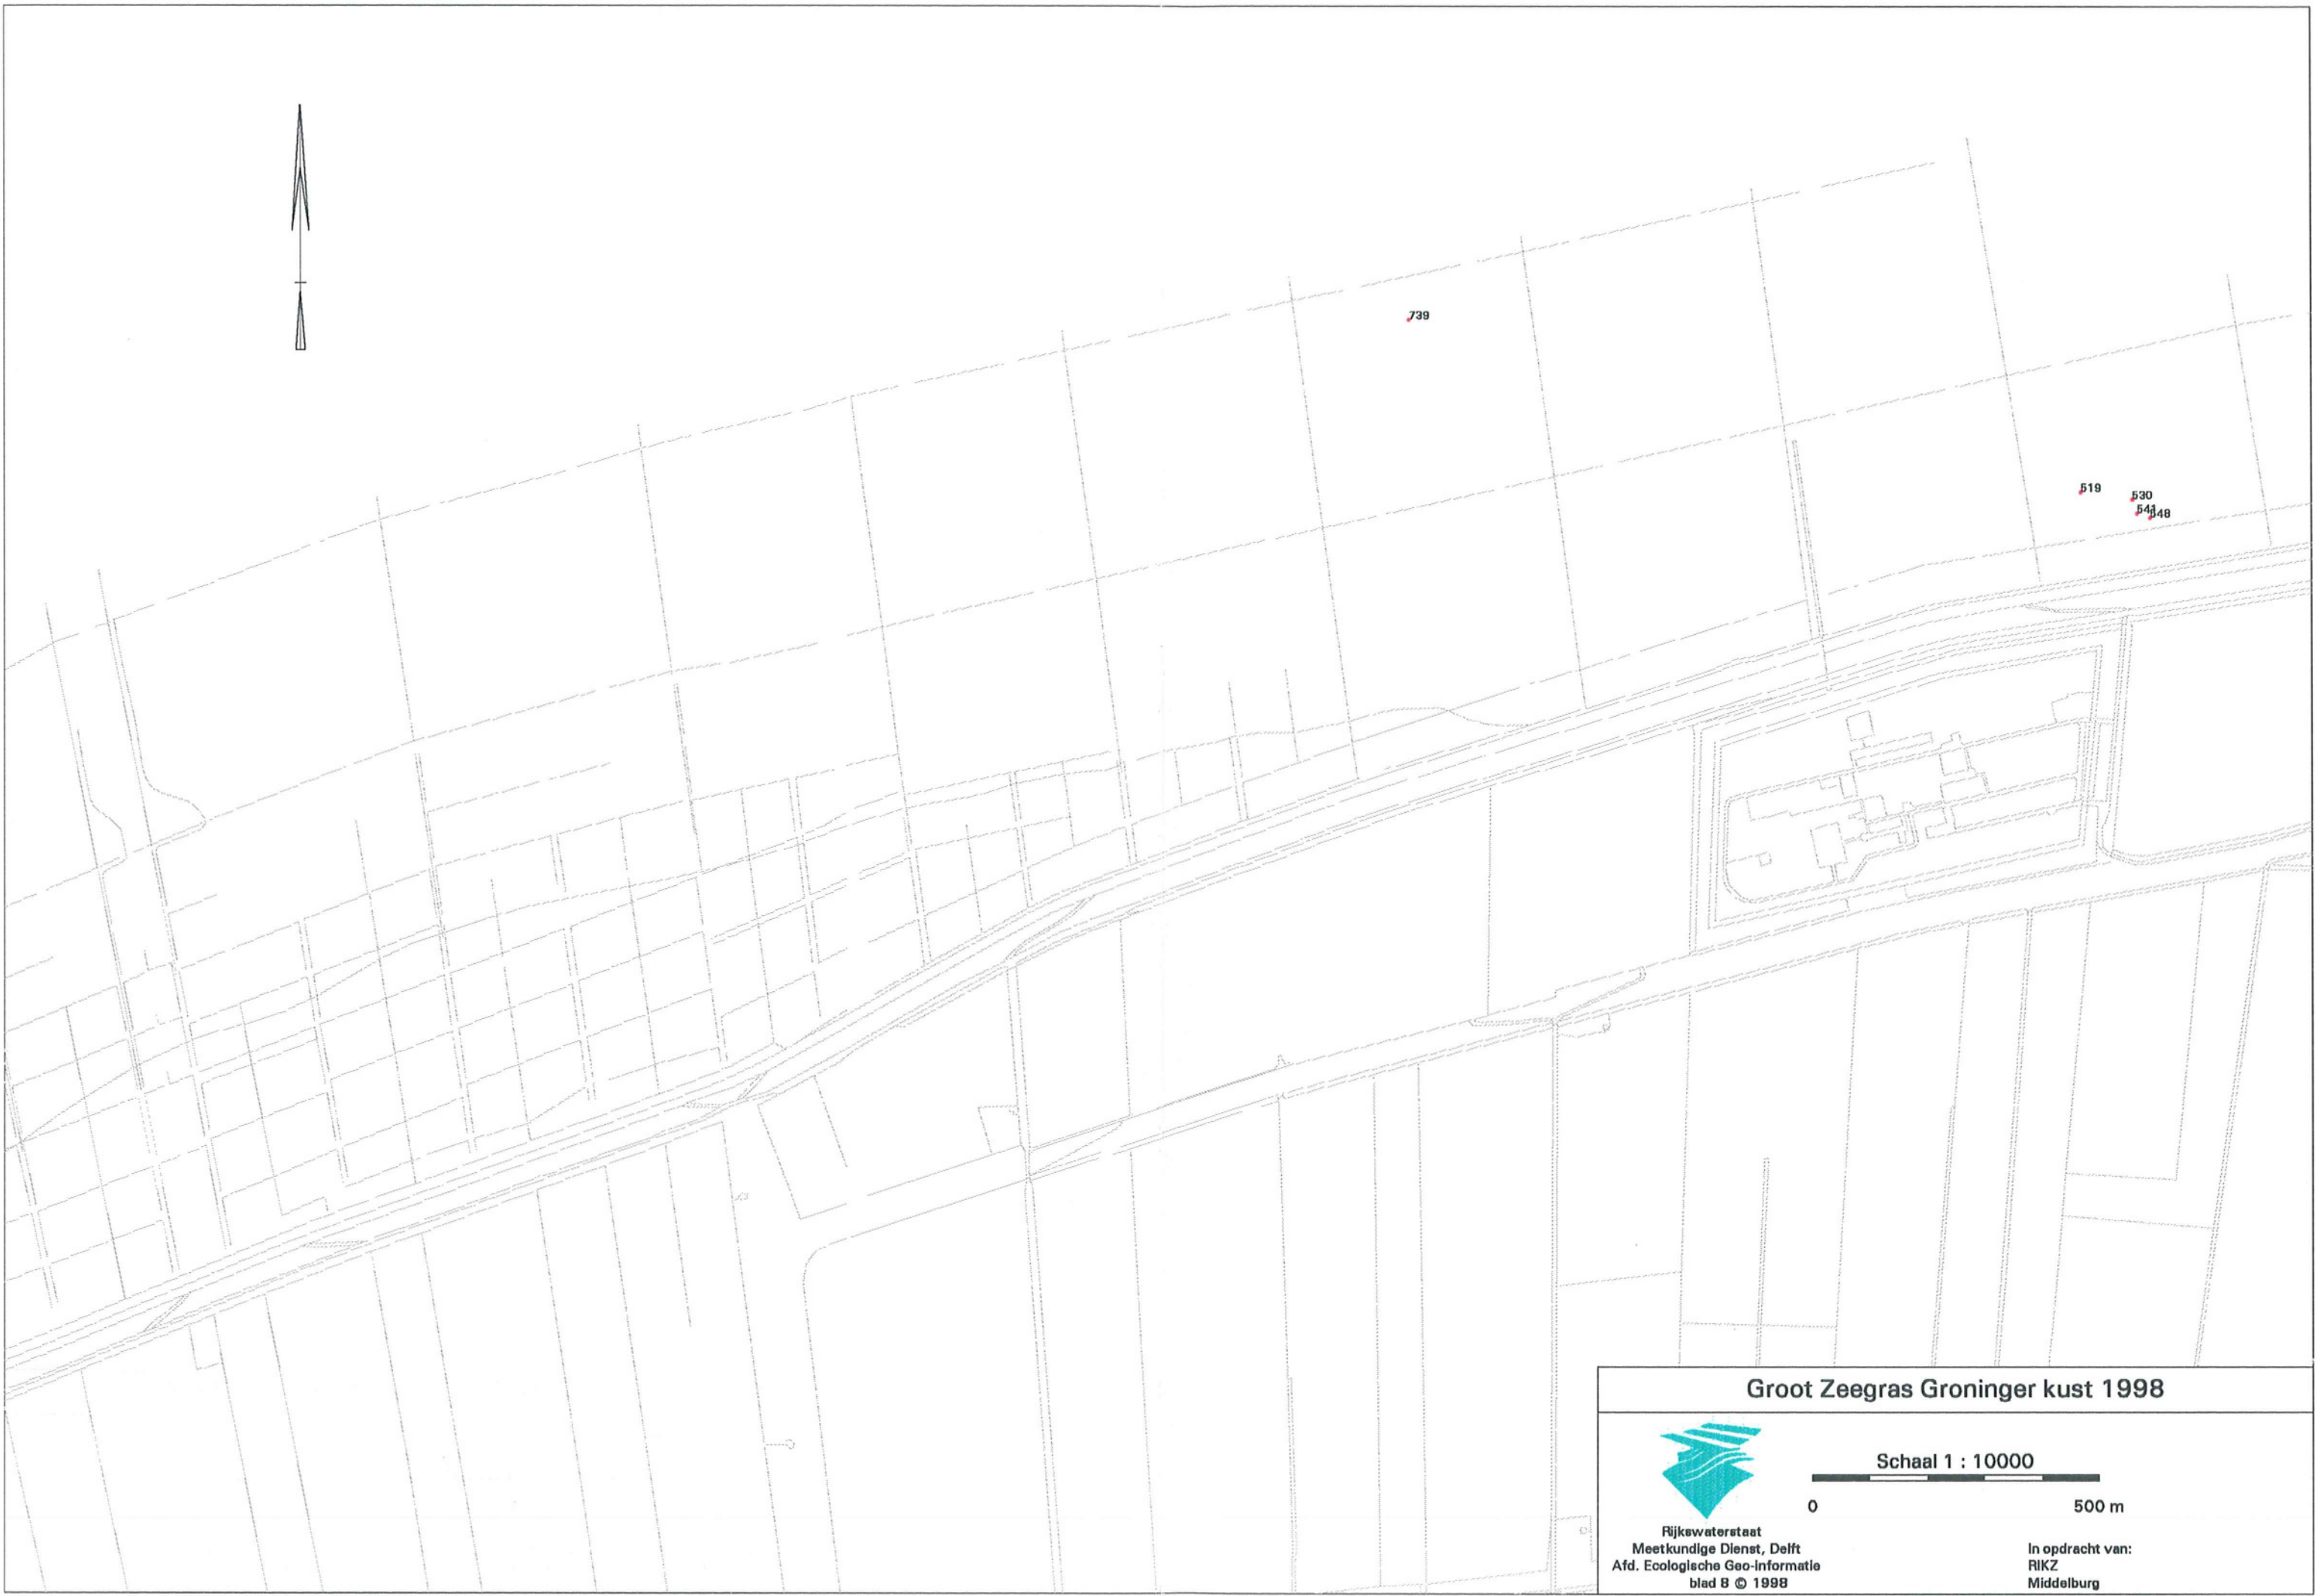 739
519
530
541
548
Groot Zeegras Groninger kust 1998
Schaal 1 : 10000
0 500 m
Rijkswaterstaat
Meetkundige Dienst, Delft
Afd. Ecologische Geo-informatie
blad 8 © 1998
In opdracht van:
RIKZ
Middelburg